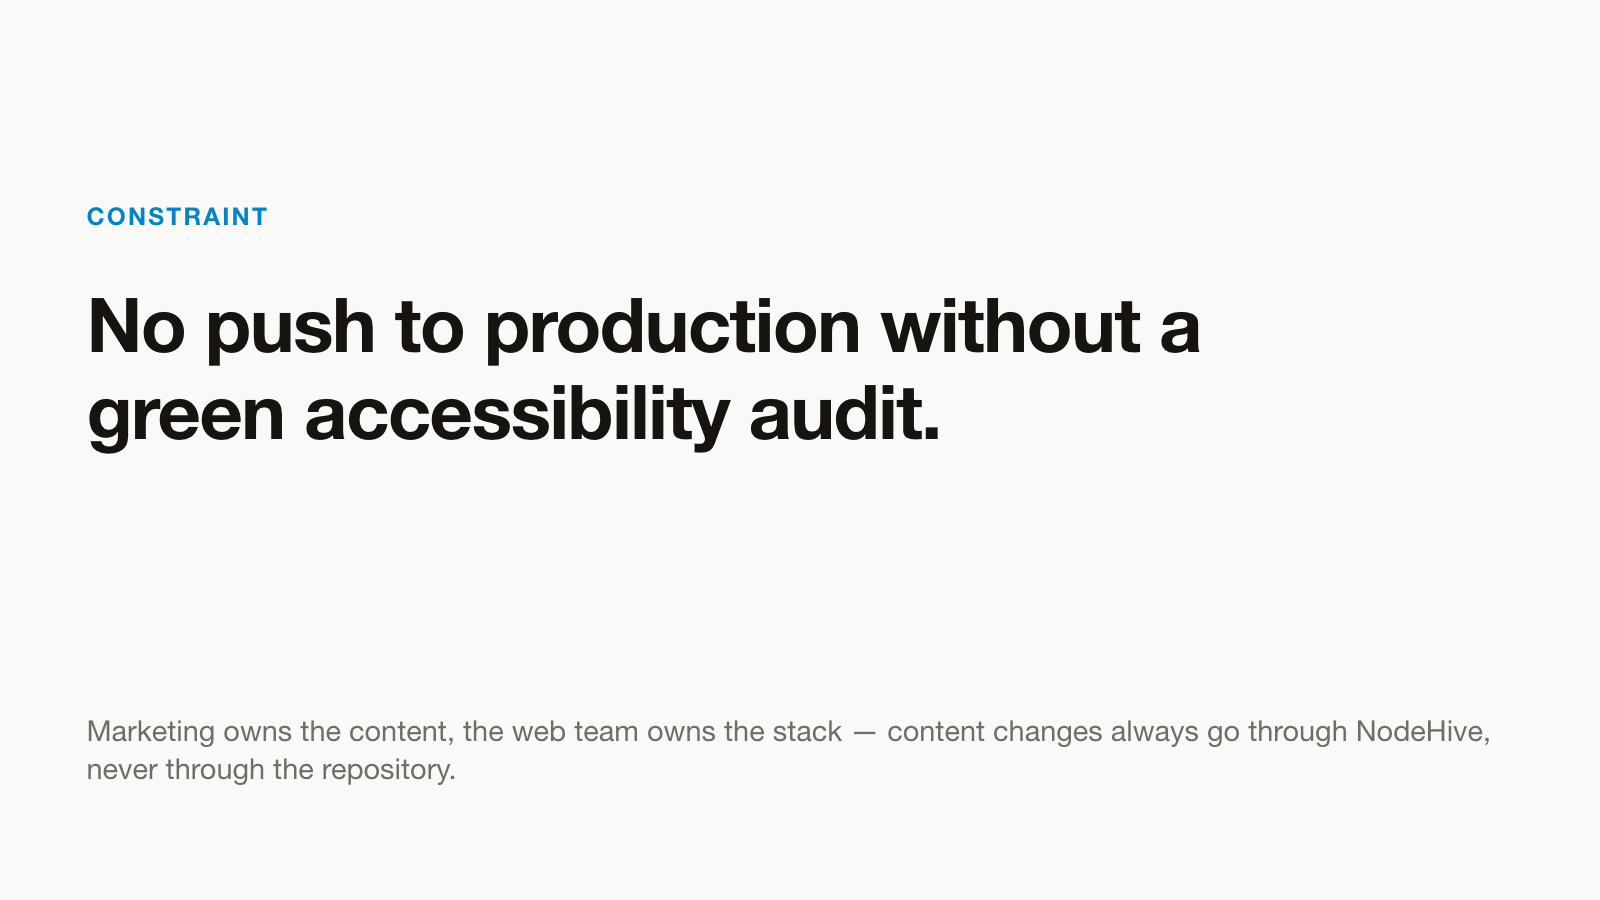 CONSTRAINT
No push to production without a
green accessibility audit.
Marketing owns the content, the web team owns the stack — content changes always go through NodeHive,
never through the repository.